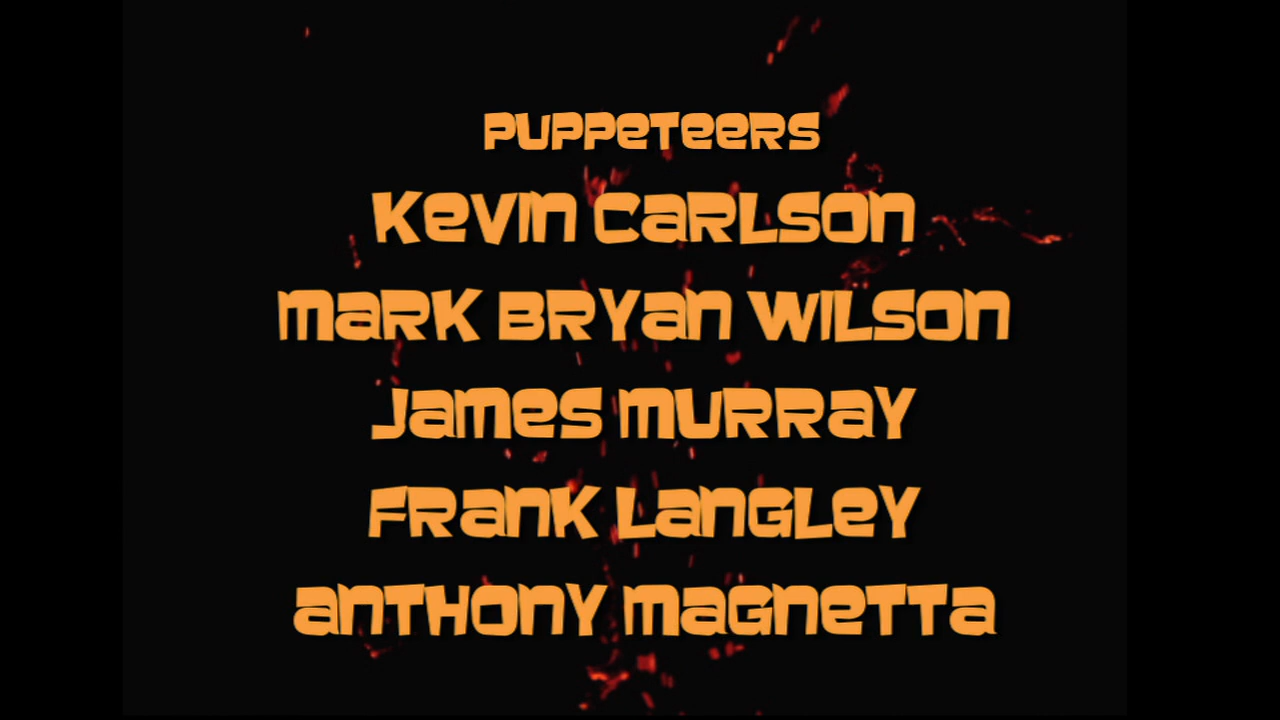 PUPPETEERS
KEVIN CARLSON
MARK BRYAN WILSON
JAMES MURRAY
FRANK LANGLEY
ANTHONY MAGNETTA